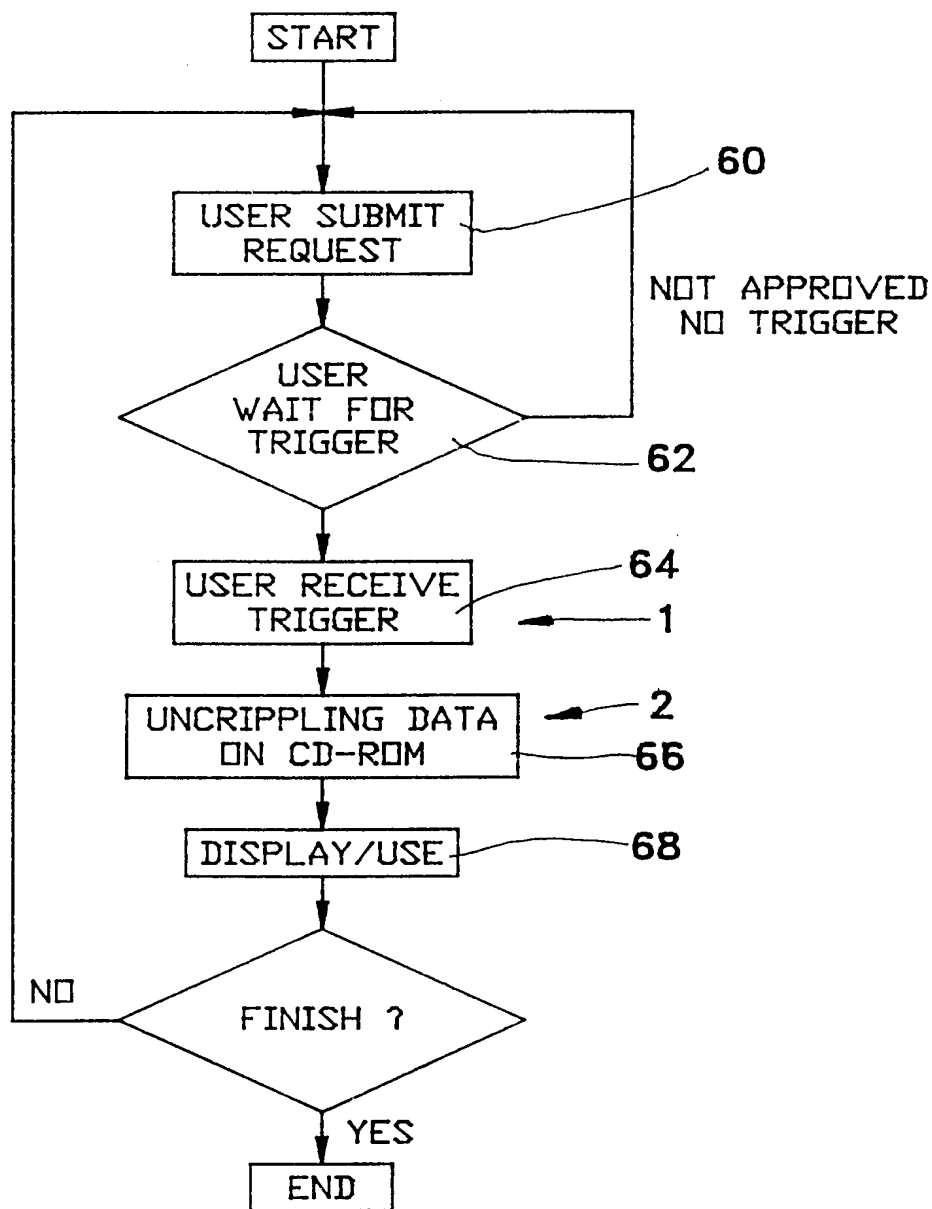 START
60
USER SUBMIT
REQUEST
NOT APPROVED
NO TRIGGER
USER
WAIT FOR
TRIGGER
62
64
USER RECEIVE
TRIGGER
1
2
UNCRIPPLING DATA
ON CD-ROM
66
DISPLAY/USE
68
NO
FINISH ?
YES
END